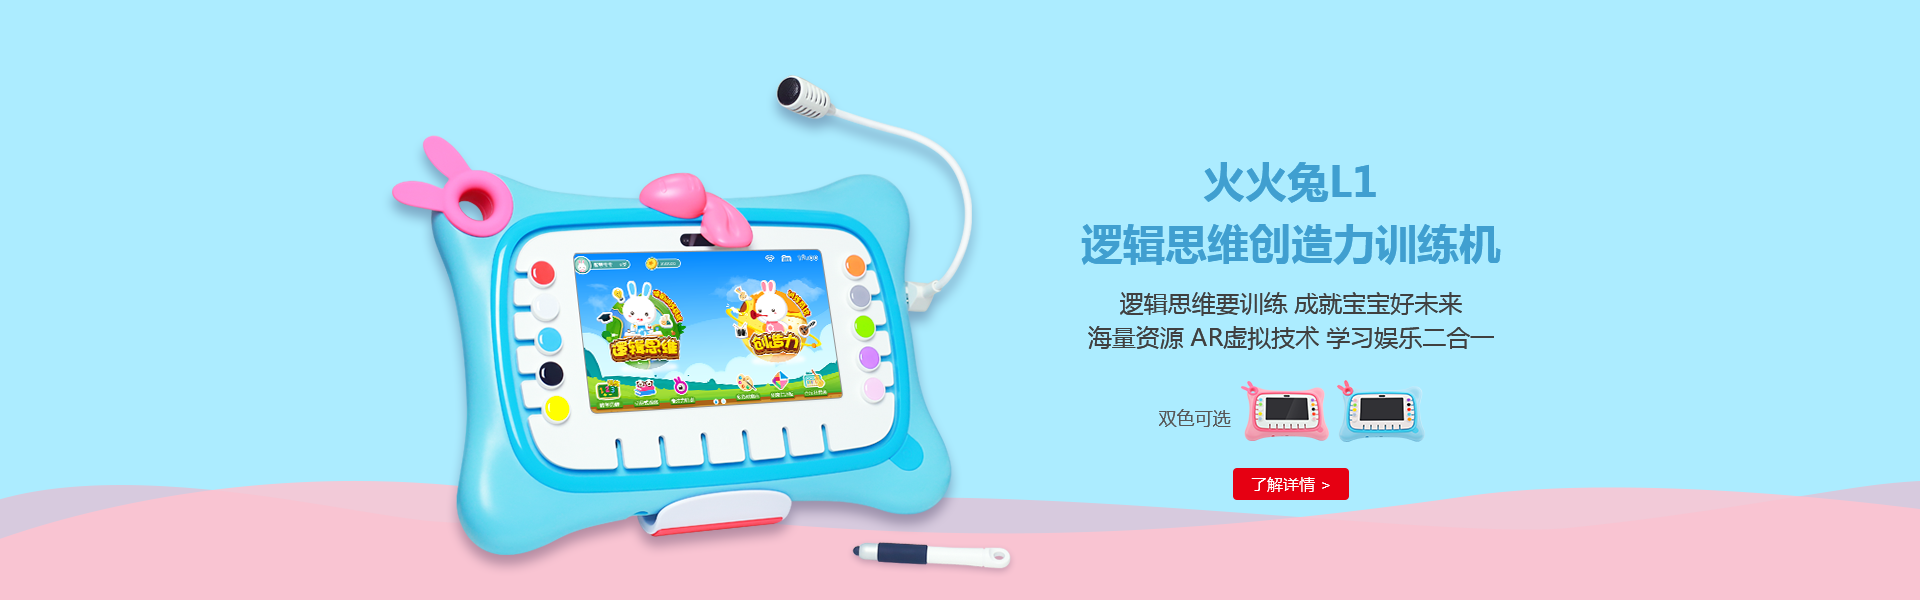 火火兔L1
逻辑思维创造力训练机
逻辑思维要训练 成就宝宝好未来
海量资源 AR虚拟技术 学习娱乐二合一
双色可选
了解详情 >
逻辑思维
创造力